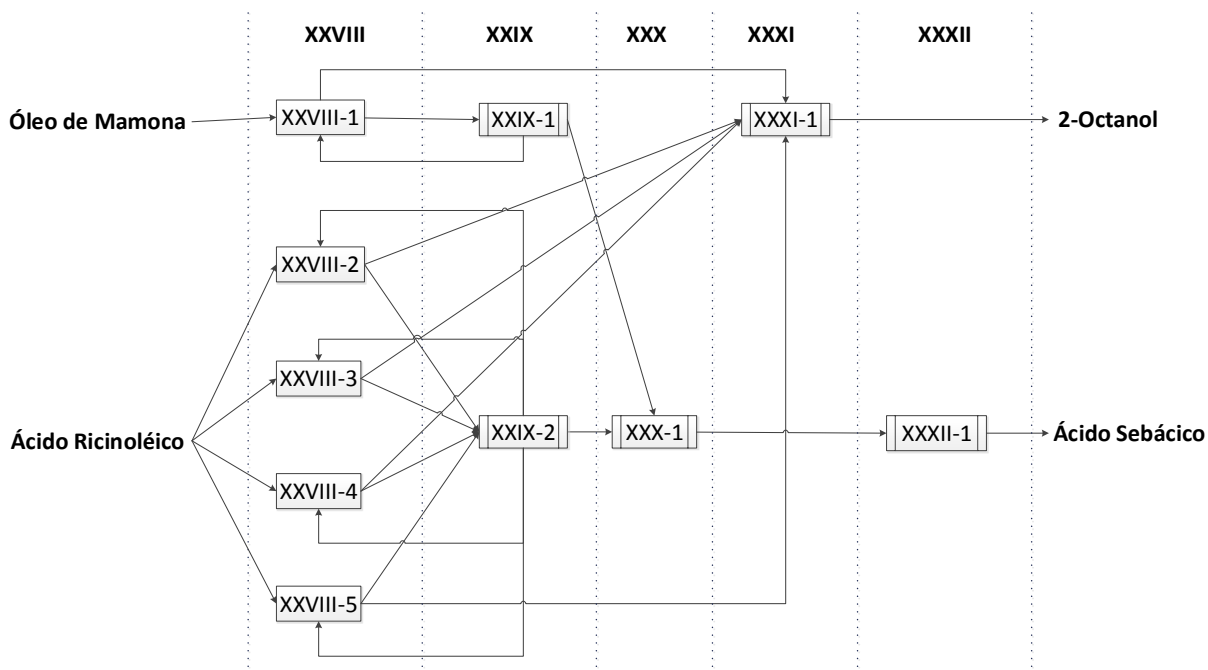 XXVIII XXIX XXX XXXI XXXII
Óleo de Mamona XXVIII-1 XXIX-1 XXXI-1 2-Octanol
XXVIII-2
XXVIII-3
XXIX-2 XXX-1 XXXII-1
Ácido Ricinoléico Ácido Sebácico
XXVIII-4
XXVIII-5